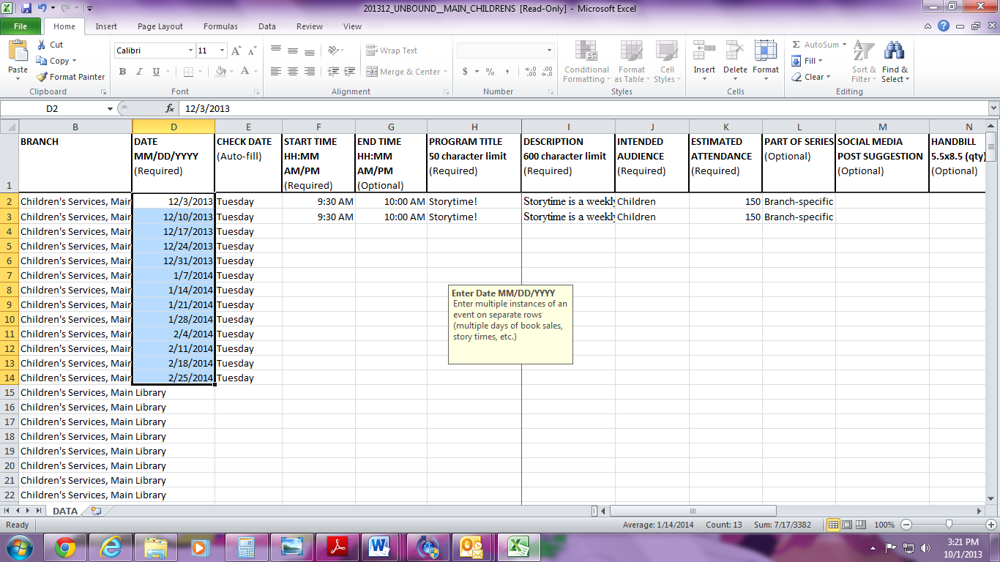 201312_UNBOUND__MAIN_CHILDRENS  [Read-Only]  -  Microsoft Excel
File Home Insert Page Layout Formulas Data Review View
Paste
Cut
Copy
Format Painter
Clipboard
Calibri 11
B I U
A
Font
Wrap Text
Merge & Center
Alignment
$ % ,
Number
Conditional Formatting
Format as Table
Cell Styles
Styles
Insert
Delete
Format
Cells
Σ AutoSum
Fill
Clear
Sort & Filter
Find & Select
Editing
D2 fx 12/3/2013
B D E F G H I J K L M N
1
BRANCH
DATE
MM/DD/YYYY
(Required)
CHECK DATE
(Auto-fill)
START TIME
HH:MM
AM/PM
(Required)
END TIME
HH:MM
AM/PM
(Optional)
PROGRAM TITLE
50 character limit
(Required)
DESCRIPTION
600 character limit
(Required)
INTENDED
AUDIENCE
(Required)
ESTIMATED
ATTENDANCE
(Required)
PART OF SERIES
(Optional)
SOCIAL MEDIA
POST SUGGESTION
(Optional)
HANDBILL
5.5x8.5 (qty)
(Optional)
2 Children's Services, Main 12/3/2013 Tuesday 9:30 AM 10:00 AM Storytime! Storytime is a weekly Children 150 Branch-specific
3 Children's Services, Main 12/10/2013 Tuesday 9:30 AM 10:00 AM Storytime! Storytime is a weekly Children 150 Branch-specific
4 Children's Services, Main 12/17/2013 Tuesday
5 Children's Services, Main 12/24/2013 Tuesday
6 Children's Services, Main 12/31/2013 Tuesday
7 Children's Services, Main 1/7/2014 Tuesday
8 Children's Services, Main 1/14/2014 Tuesday
9 Children's Services, Main 1/21/2014 Tuesday
10 Children's Services, Main 1/28/2014 Tuesday
11 Children's Services, Main 2/4/2014 Tuesday
12 Children's Services, Main 2/11/2014 Tuesday
13 Children's Services, Main 2/18/2014 Tuesday
14 Children's Services, Main 2/25/2014 Tuesday
Enter Date MM/DD/YYYY
Enter multiple instances of an
event on separate rows
(multiple days of book sales,
story times, etc.)
15 Children's Services, Main Library
16 Children's Services, Main Library
17 Children's Services, Main Library
18 Children's Services, Main Library
19 Children's Services, Main Library
20 Children's Services, Main Library
21 Children's Services, Main Library
22 Children's Services, Main Library
DATA
Ready Average: 1/14/2014 Count: 13 Sum: 7/17/3382 100%
3:21 PM
10/1/2013